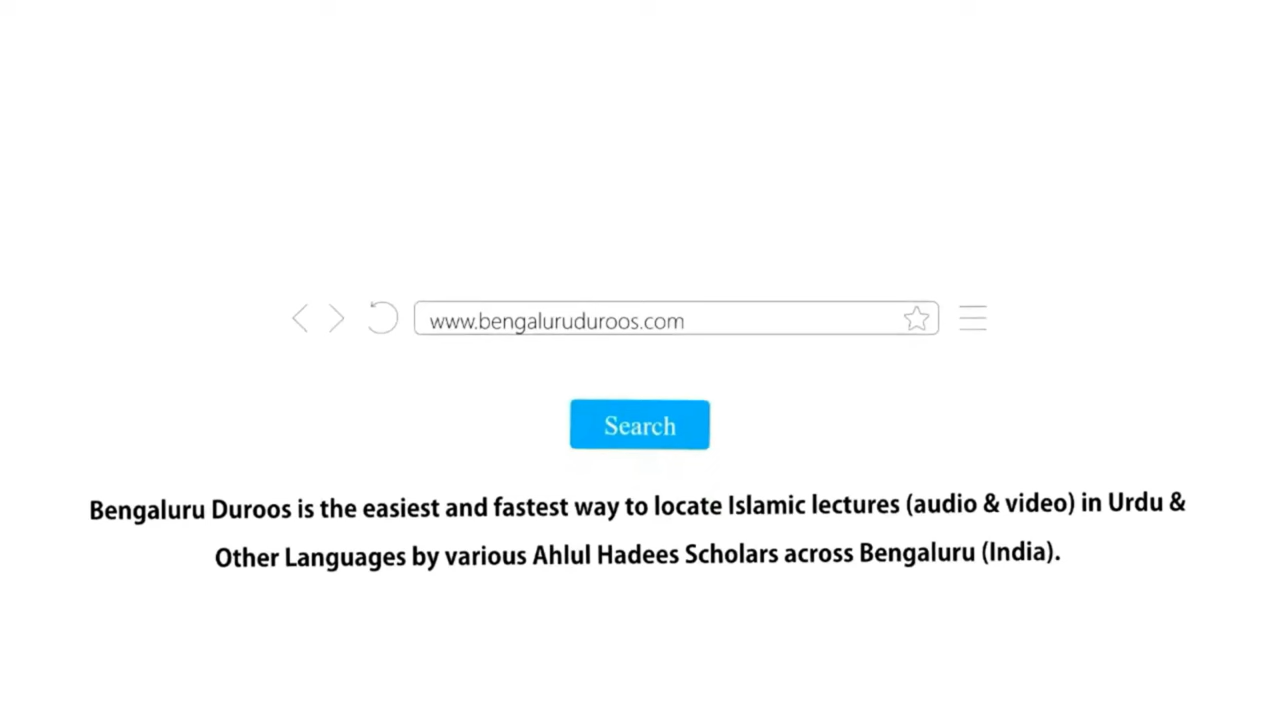 www.bengaluruduroos.com
Search
Bengaluru Duroos is the easiest and fastest way to locate Islamic lectures (audio & video) in Urdu &
Other Languages by various Ahlul Hadees Scholars across Bengaluru (India).